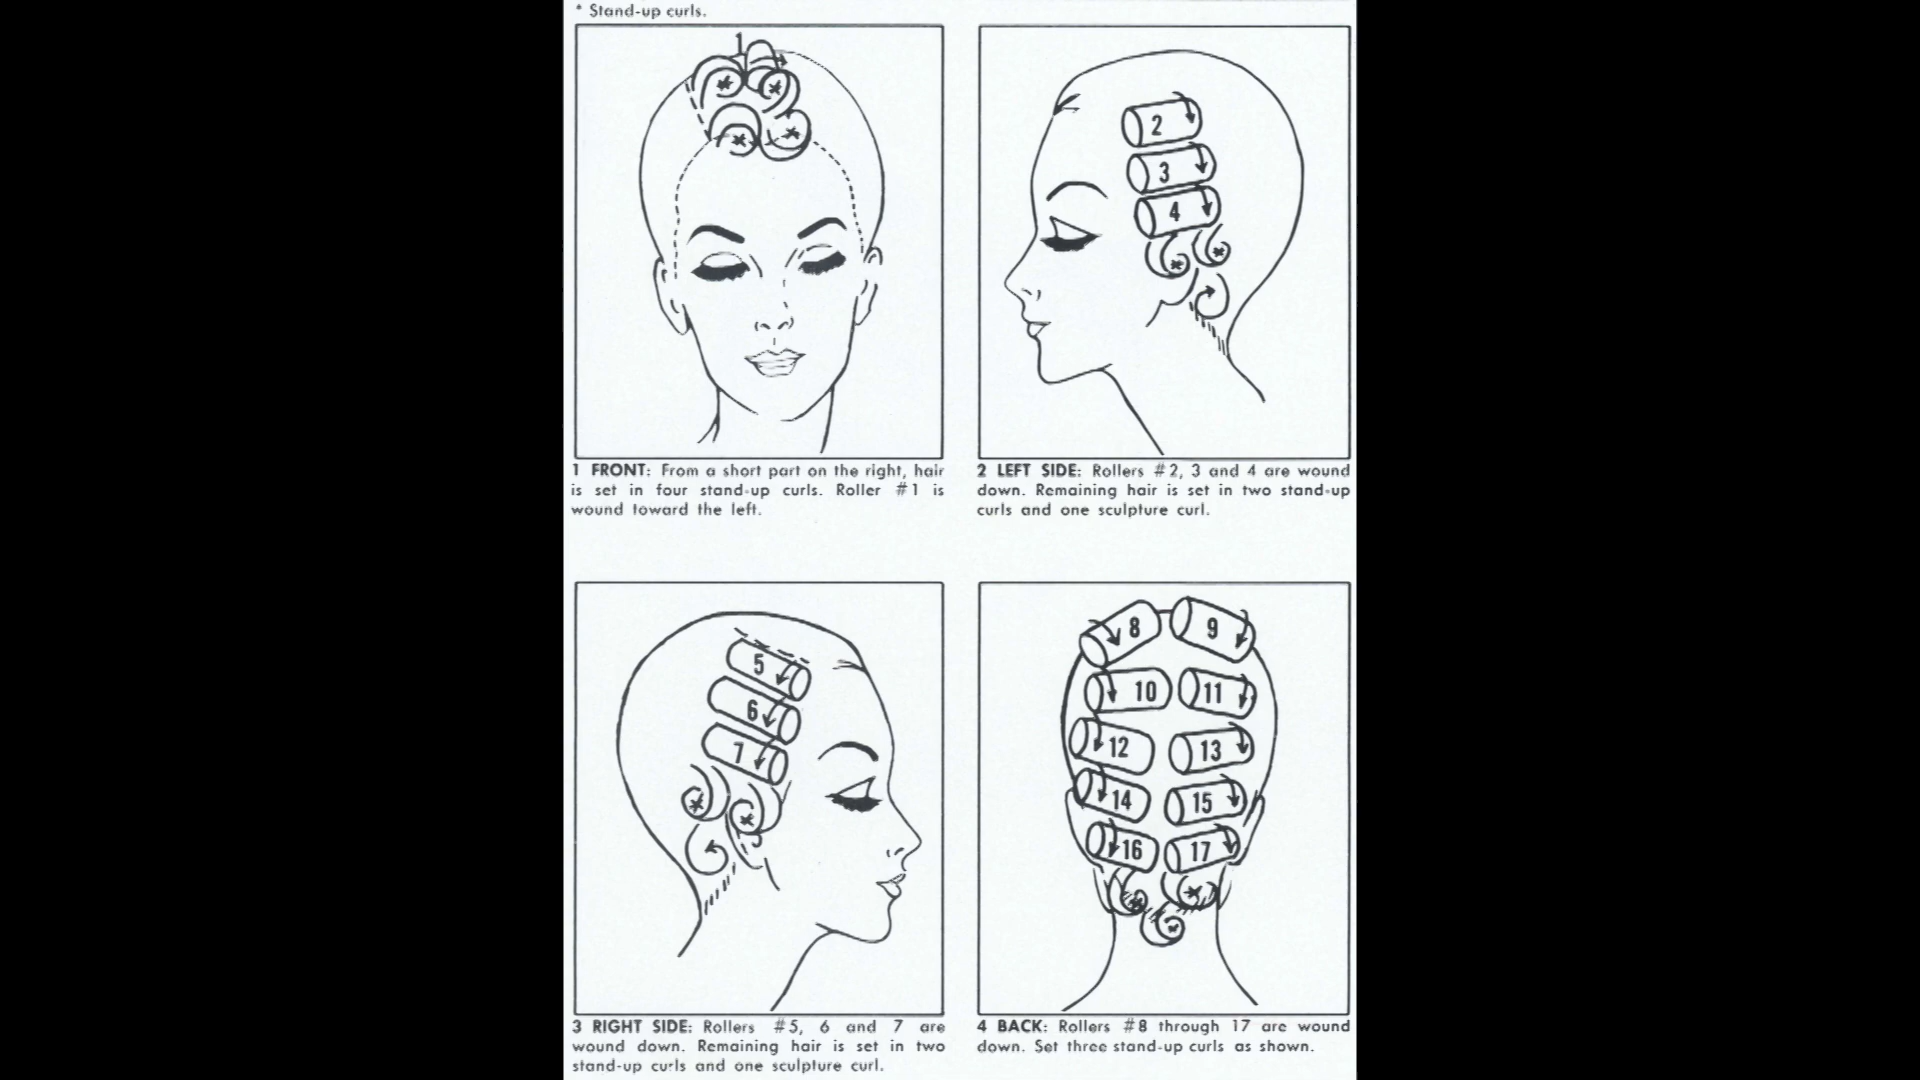 * Stand-up curls.
1
1 FRONT: From a short part on the right, hair
is set in four stand-up curls. Roller #1 is
wound toward the left.
2
3
4
2 LEFT SIDE: Rollers #2, 3 and 4 are wound
down. Remaining hair is set in two stand-up
curls and one sculpture curl.
5
6
7
3 RIGHT SIDE: Rollers #5, 6 and 7 are
wound down. Remaining hair is set in two
stand-up curls and one sculpture curl.
8 9
10 11
12 13
14 15
16 17
4 BACK: Rollers #8 through 17 are wound
down. Set three stand-up curls as shown.